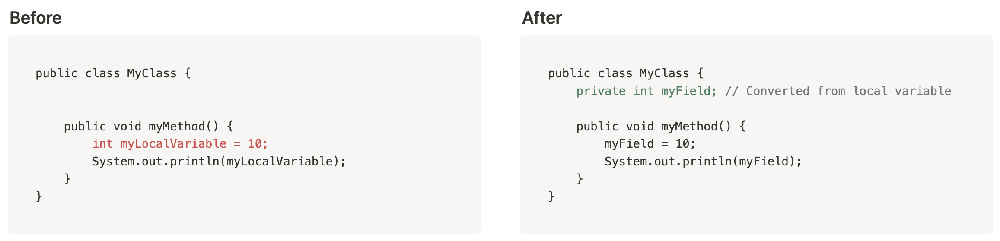 Before
public class MyClass {
public void myMethod() {
int myLocalVariable = 10;
System.out.println(myLocalVariable);
}
}
After
public class MyClass {
private int myField; // Converted from local variable
public void myMethod() {
myField = 10;
System.out.println(myField);
}
}